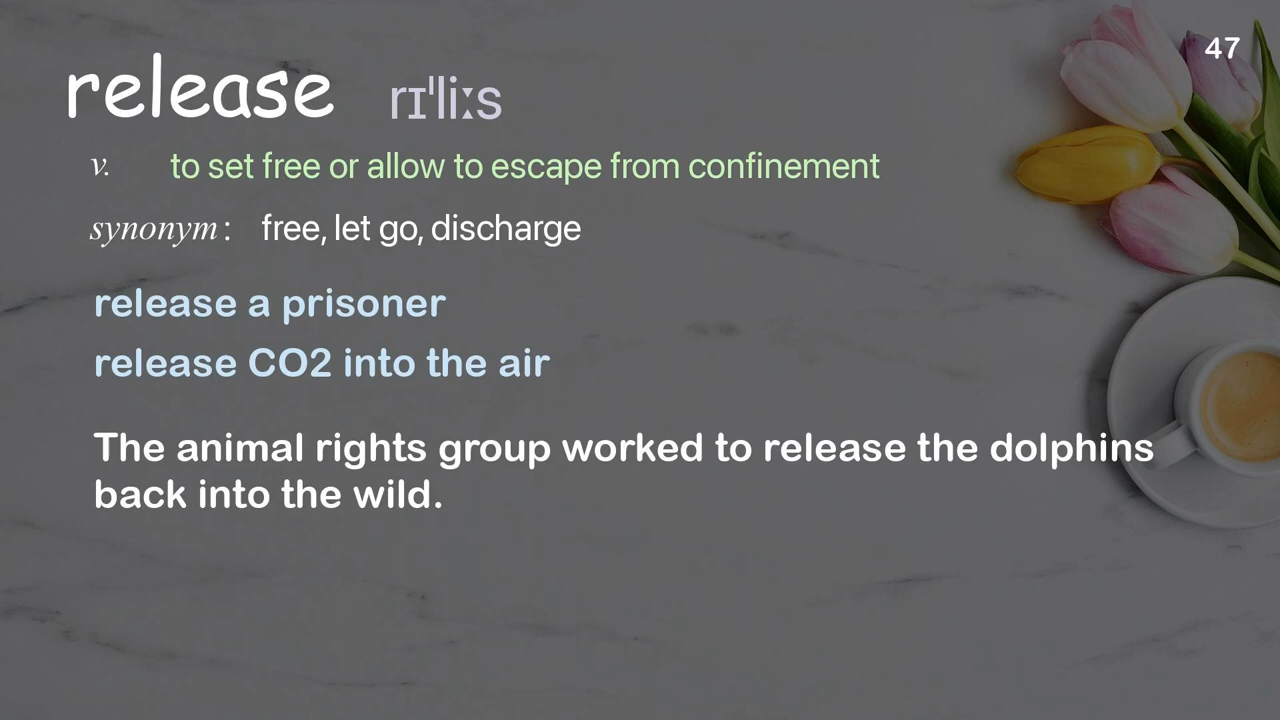 47
release rɪˈliːs
v. to set free or allow to escape from confinement
synonym: free, let go, discharge
release a prisoner
release CO2 into the air
The animal rights group worked to release the dolphins
back into the wild.